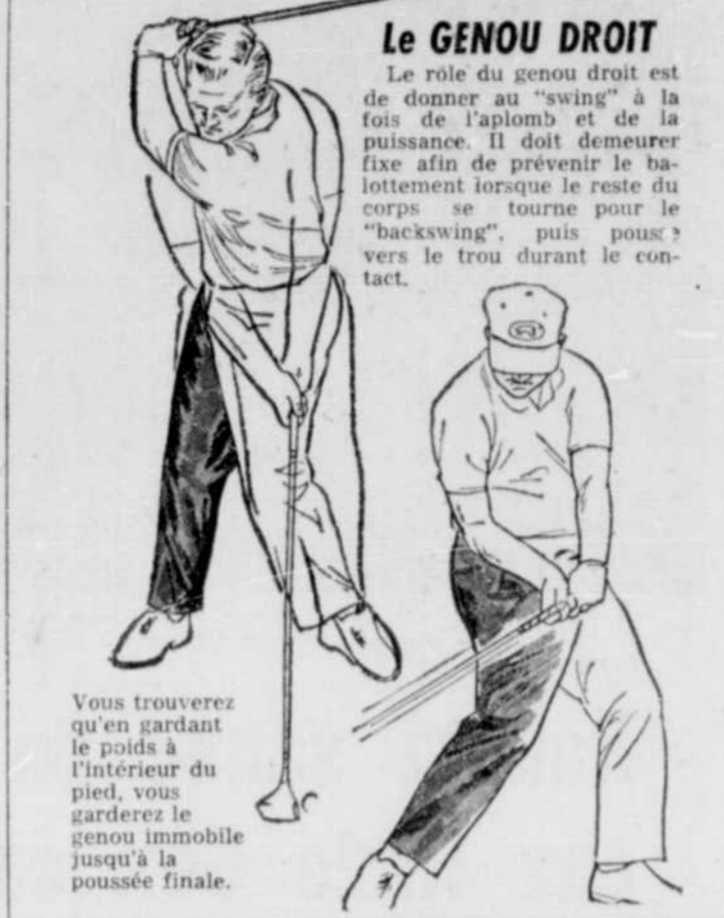 Le GENOU DROIT
Le rôle du genou droit est
de donner au "swing" à la
fois de l'aplomb et de la
puissance. Il doit demeurer
fixe afin de prévenir le ba-
lottement lorsque le reste du
corps se tourne pour le
"backswing", puis pousse
vers le trou durant le con-
tact.
Vous trouverez
qu'en gardant
le poids à
l'intérieur du
pied, vous
garderez le
genou immobile
jusqu'à la
poussée finale.